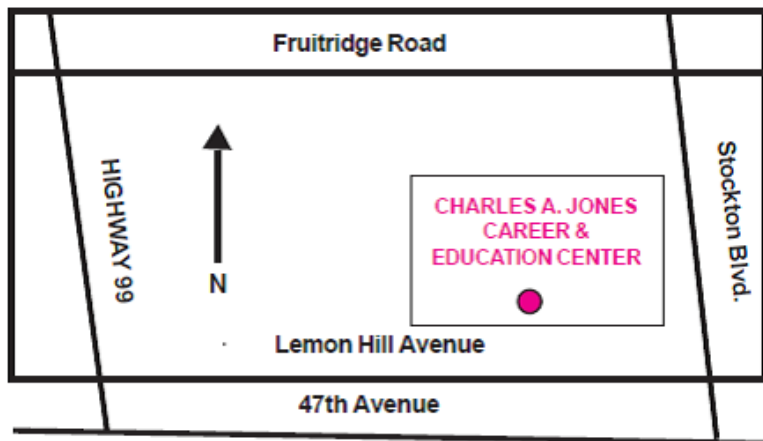 Fruitridge Road
HIGHWAY 99
N
CHARLES A. JONES
CAREER &
EDUCATION CENTER
Stockton Blvd.
Lemon Hill Avenue
47th Avenue